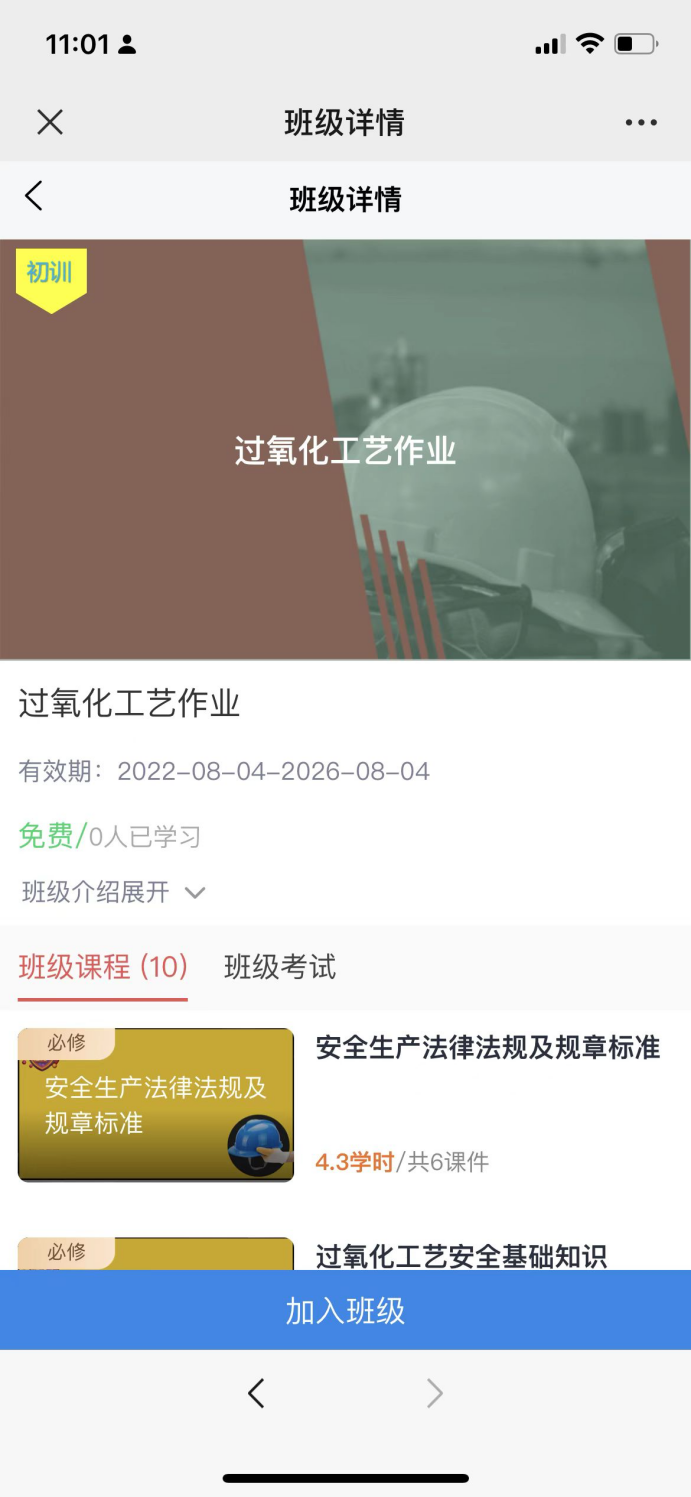 11:01
班级详情
班级详情
初训
过氧化工艺作业
过氧化工艺作业
有效期：2022-08-04-2026-08-04
免费/0人已学习
班级介绍展开
班级课程 (10) 班级考试
必修
安全生产法律法规及
规章标准
安全生产法律法规及规章标准
4.3学时/共6课件
必修
过氧化工艺安全基础知识
加入班级